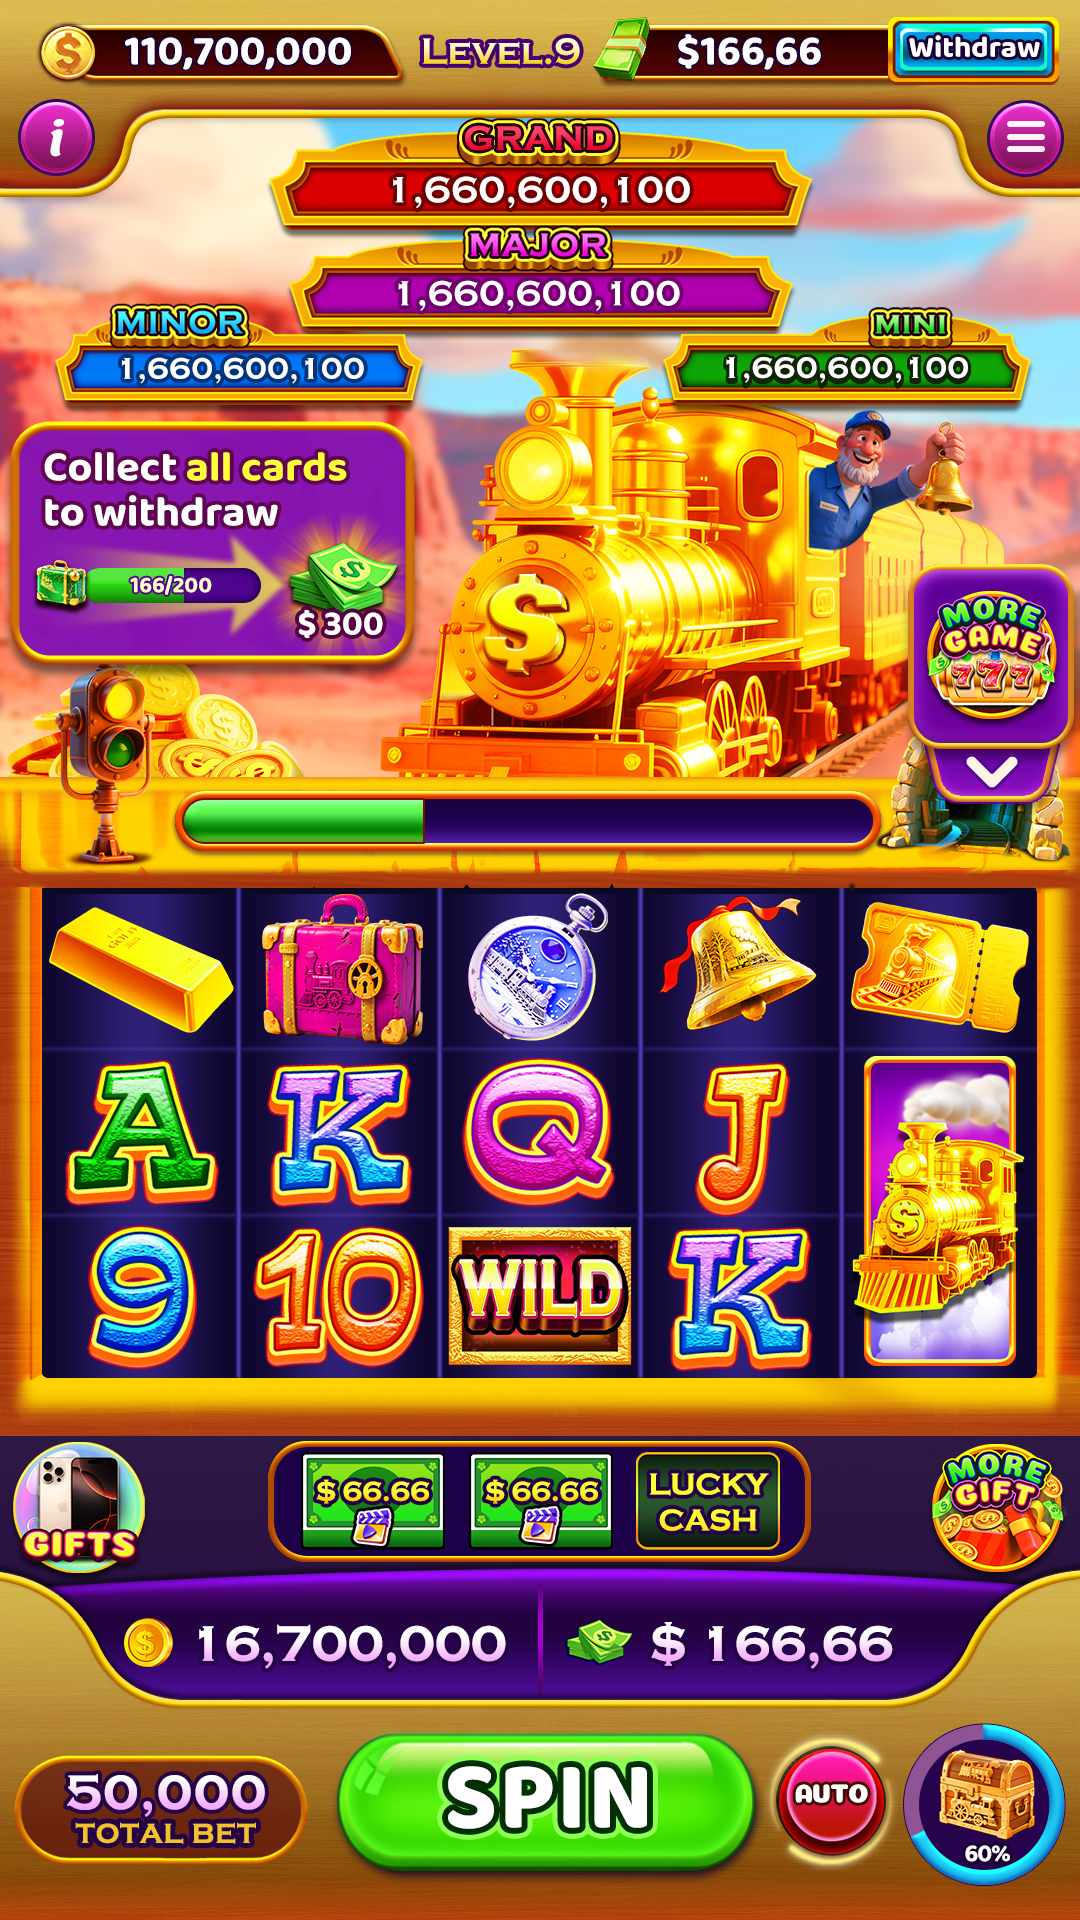 110,700,000
LEVEL.9
$166,66
Withdraw
i
GRAND
1,660,600,100
MAJOR
1,660,600,100
MINOR
1,660,600,100
MINI
1,660,600,100
Collect all cards
to withdraw
166/200
$ 300
$
MORE
GAME
777
GOLD
A
K
Q
J
9
10
WILD
K
$
GIFTS
$ 66.66
$ 66.66
LUCKY
CASH
MORE
GIFT
16,700,000
$ 166,66
50,000
TOTAL BET
SPIN
AUTO
60%